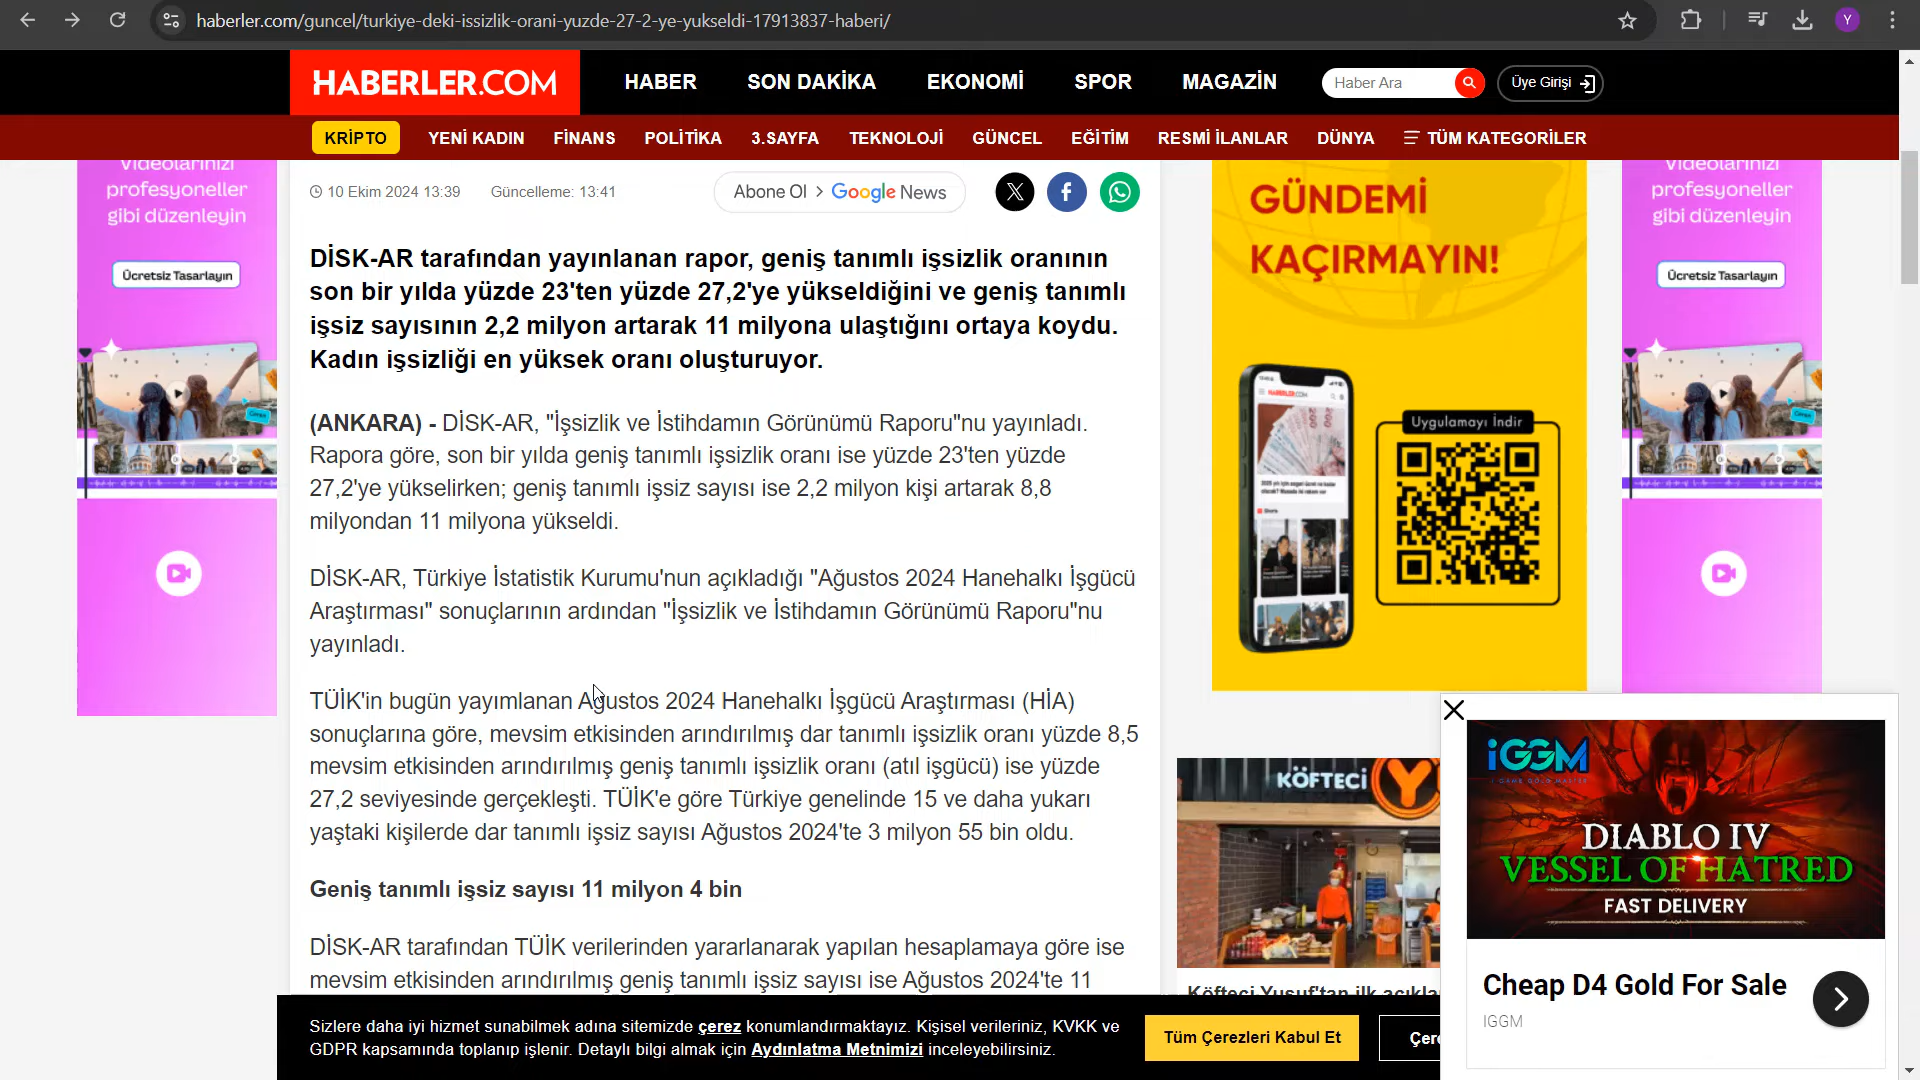 haberler.com/guncel/turkiye-deki-issizlik-orani-yuzde-27-2-ye-yukseldi-17913837-haberi/
Y
HABERLER.COM
HABER
SON DAKİKA
EKONOMİ
SPOR
MAGAZİN
Haber Ara
Üye Girişi
KRİPTO
YENİ KADIN
FİNANS
POLİTİKA
3.SAYFA
TEKNOLOJİ
GÜNCEL
EĞİTİM
RESMİ İLANLAR
DÜNYA
TÜM KATEGORİLER
Videolarınızı
profesyoneller
gibi düzenleyin
Ücretsiz Tasarlayın
10 Ekim 2024 13:39
Güncelleme: 13:41
Abone Ol > Google News
DİSK-AR tarafından yayınlanan rapor, geniş tanımlı işsizlik oranının
son bir yılda yüzde 23'ten yüzde 27,2'ye yükseldiğini ve geniş tanımlı
işsiz sayısının 2,2 milyon artarak 11 milyona ulaştığını ortaya koydu.
Kadın işsizliği en yüksek oranı oluşturuyor.
(ANKARA) - DİSK-AR, "İşsizlik ve İstihdamın Görünümü Raporu"nu yayınladı.
Rapora göre, son bir yılda geniş tanımlı işsizlik oranı ise yüzde 23'ten yüzde
27,2'ye yükselirken; geniş tanımlı işsiz sayısı ise 2,2 milyon kişi artarak 8,8
milyondan 11 milyona yükseldi.
DİSK-AR, Türkiye İstatistik Kurumu'nun açıkladığı "Ağustos 2024 Hanehalkı İşgücü
Araştırması" sonuçlarının ardından "İşsizlik ve İstihdamın Görünümü Raporu"nu
yayınladı.
TÜİK'in bugün yayımlanan Ağustos 2024 Hanehalkı İşgücü Araştırması (HİA)
sonuçlarına göre, mevsim etkisinden arındırılmış dar tanımlı işsizlik oranı yüzde 8,5
mevsim etkisinden arındırılmış geniş tanımlı işsizlik oranı (atıl işgücü) ise yüzde
27,2 seviyesinde gerçekleşti. TÜİK'e göre Türkiye genelinde 15 ve daha yukarı
yaştaki kişilerde dar tanımlı işsiz sayısı Ağustos 2024'te 3 milyon 55 bin oldu.
Geniş tanımlı işsiz sayısı 11 milyon 4 bin
DİSK-AR tarafından TÜİK verilerinden yararlanarak yapılan hesaplamaya göre ise
mevsim etkisinden arındırılmış geniş tanımlı işsiz sayısı ise Ağustos 2024'te 11
GÜNDEMİ
KAÇIRMAYIN!
Uygulamayı İndir
Videolarınızı
profesyoneller
gibi düzenleyin
Ücretsiz Tasarlayın
KÖFTECİ Y
Köfteci Yusuf'tan ilk açıkla
iGGM
DIABLO IV
VESSEL OF HATRED
FAST DELIVERY
Cheap D4 Gold For Sale
IGGM
Sizlere daha iyi hizmet sunabilmek adına sitemizde çerez konumlandırmaktayız. Kişisel verileriniz, KVKK ve
GDPR kapsamında toplanıp işlenir. Detaylı bilgi almak için Aydınlatma Metnimizi inceleyebilirsiniz.
Tüm Çerezleri Kabul Et
Çere